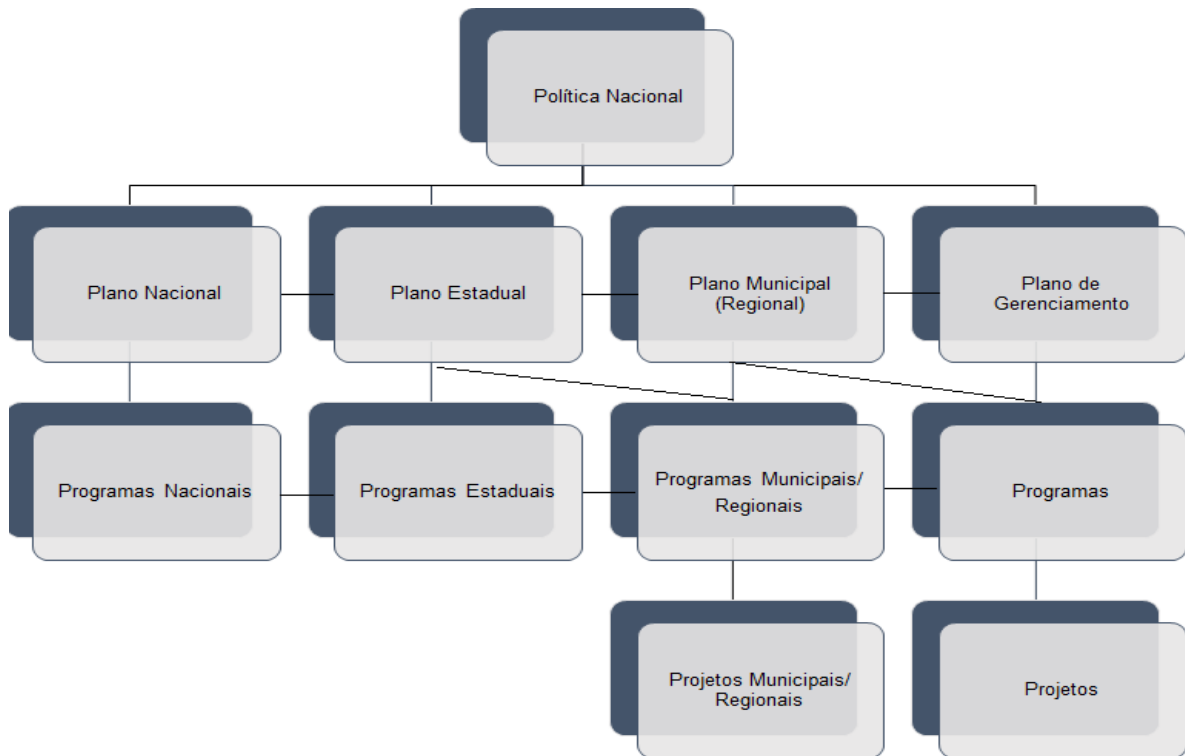 Política Nacional
Plano Nacional
Plano Estadual
Plano Municipal
(Regional)
Plano de
Gerenciamento
Programas Nacionais
Programas Estaduais
Programas Municipais/
Regionais
Programas
Projetos Municipais/
Regionais
Projetos